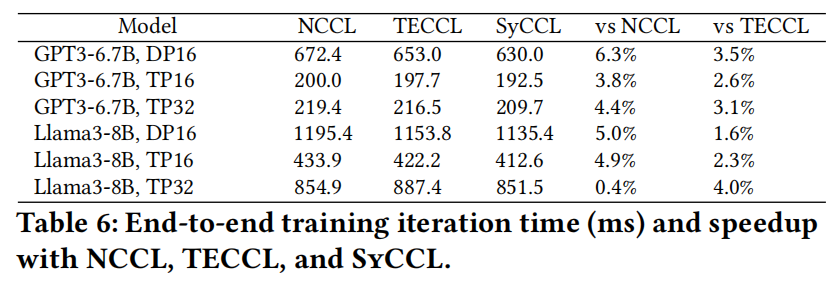 Model NCCL TECCL SyCCL vs NCCL vs TECCL
GPT3-6.7B, DP16 672.4 653.0 630.0 6.3% 3.5%
GPT3-6.7B, TP16 200.0 197.7 192.5 3.8% 2.6%
GPT3-6.7B, TP32 219.4 216.5 209.7 4.4% 3.1%
Llama3-8B, DP16 1195.4 1153.8 1135.4 5.0% 1.6%
Llama3-8B, TP16 433.9 422.2 412.6 4.9% 2.3%
Llama3-8B, TP32 854.9 887.4 851.5 0.4% 4.0%
Table 6: End-to-end training iteration time (ms) and speedup
with NCCL, TECCL, and SyCCL.